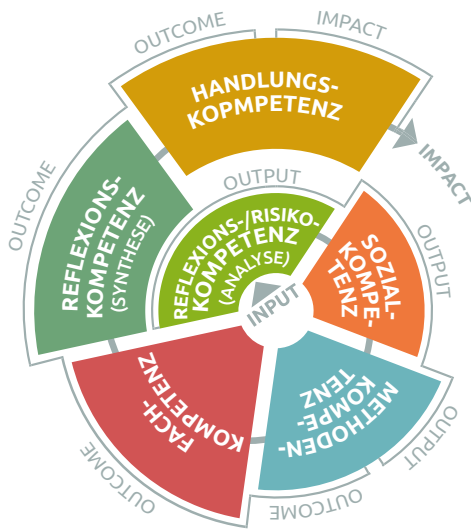 OUTCOME
IMPACT
HANDLUNGS-
KOPMPETENZ
IMPACT
OUTCOME
REFLEXIONS-
KOMPETENZ
(SYNTHESE)
OUTPUT
REFLEXIONS-/RISIKO-
KOMPETENZ
(ANALYSE)
INPUT
SOZIAL-
KOMPE-
TENZ
OUTPUT
METHODEN-
KOMPE-
TENZ
OUTPUT
OUTCOME
FACH-
KOMPETENZ
OUTCOME